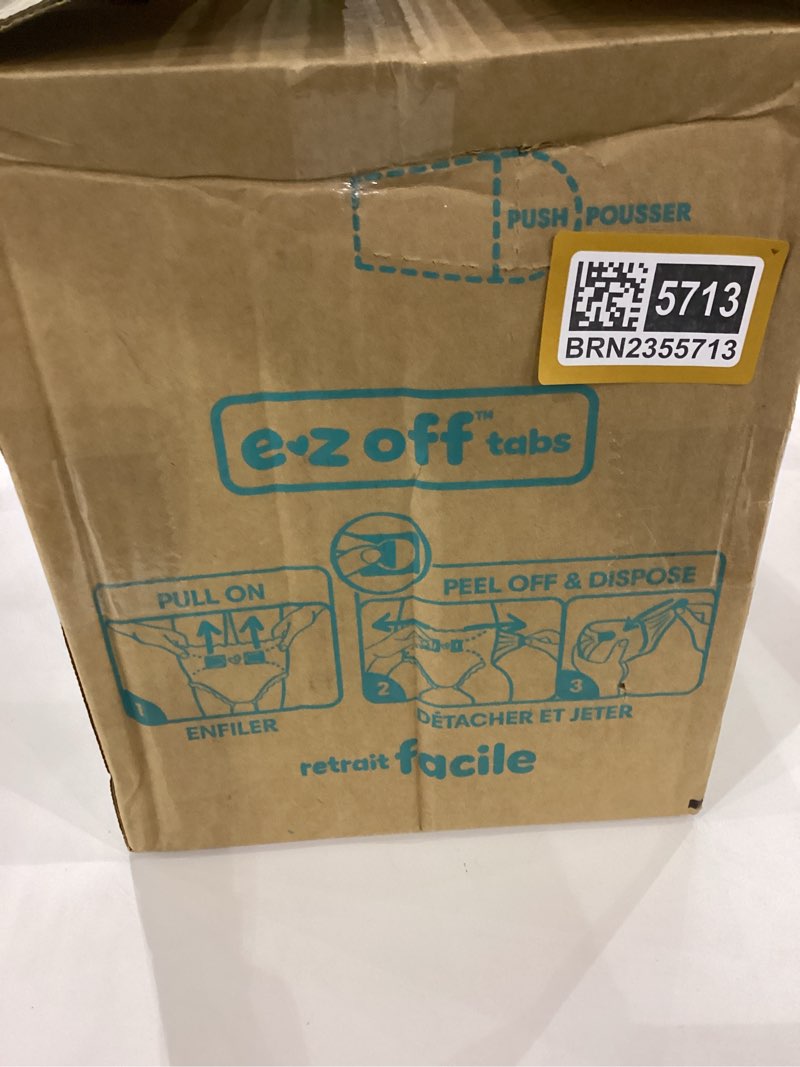 PUSH POUSSER
5713
BRN2355713
e♥z off™ tabs
PULL ON
PEEL OFF & DISPOSE
1
2
3
ENFILER
DÉTACHER ET JETER
retrait facile